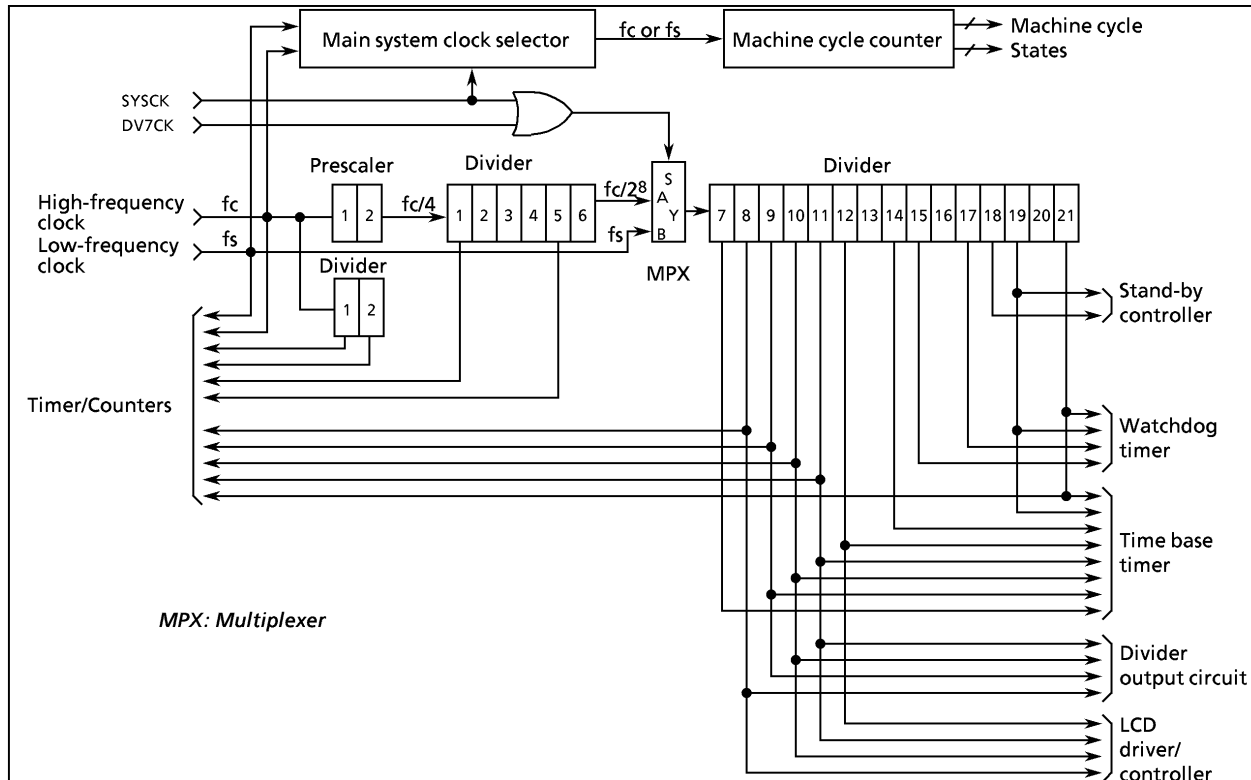 Main system clock selector
fc or fs
Machine cycle counter
Machine cycle
States
SYSCK
DV7CK
Prescaler
Divider
Divider
High-frequency
clock
fc
1 2
fc/4
1 2 3 4 5 6
fc/2⁸
S
A
Y
B
7 8 9 10 11 12 13 14 15 16 17 18 19 20 21
Low-frequency
clock
fs
fs
MPX
Divider
1 2
Stand-by
controller
Timer/Counters
Watchdog
timer
Time base
timer
MPX: Multiplexer
Divider
output circuit
LCD
driver/
controller